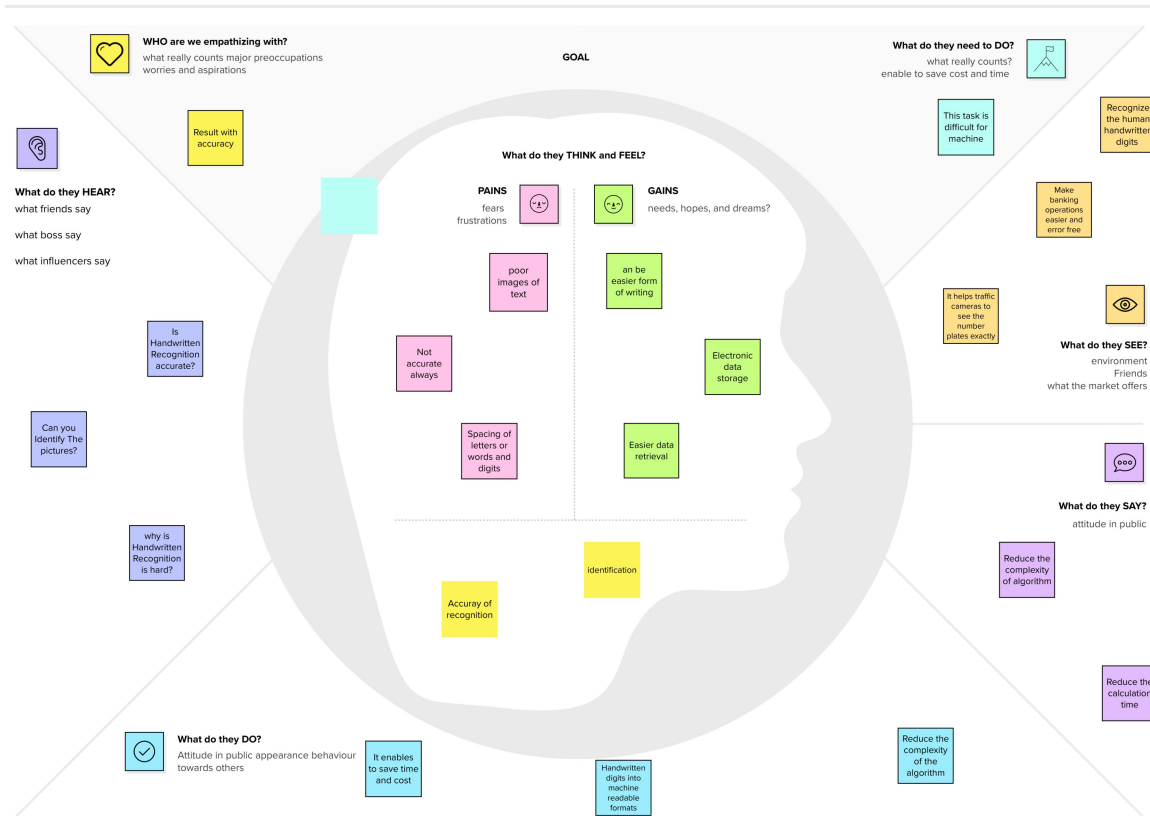 WHO are we empathizing with?
what really counts major preoccupations
worries and aspirations
GOAL
What do they need to DO?
what really counts?
enable to save cost and time
Result with
accuracy
This task is
difficult for
machine
Recognize
the human
handwritten
digits
What do they HEAR?
what friends say
what boss say
what influencers say
What do they THINK and FEEL?
PAINS
fears
frustrations
GAINS
needs, hopes, and dreams?
Make
banking
operations
easier and
error free
poor
images of
text
an be
easier form
of writing
It helps traffic
cameras to
see the
number
plates exactly
Is
Handwritten
Recognition
accurate?
Not
accurate
always
Electronic
data
storage
What do they SEE?
environment
Friends
what the market offers
Can you
Identify The
pictures?
Spacing of
letters or
words and
digits
Easier data
retrieval
What do they SAY?
attitude in public
why is
Handwritten
Recognition
is hard?
identification
Accuray of
recognition
Reduce the
complexity
of algorithm
Reduce the
calculation
time
What do they DO?
Attitude in public appearance behaviour
towards others
It enables
to save time
and cost
Handwritten
digits into
machine
readable
formats
Reduce the
complexity
of the
algorithm